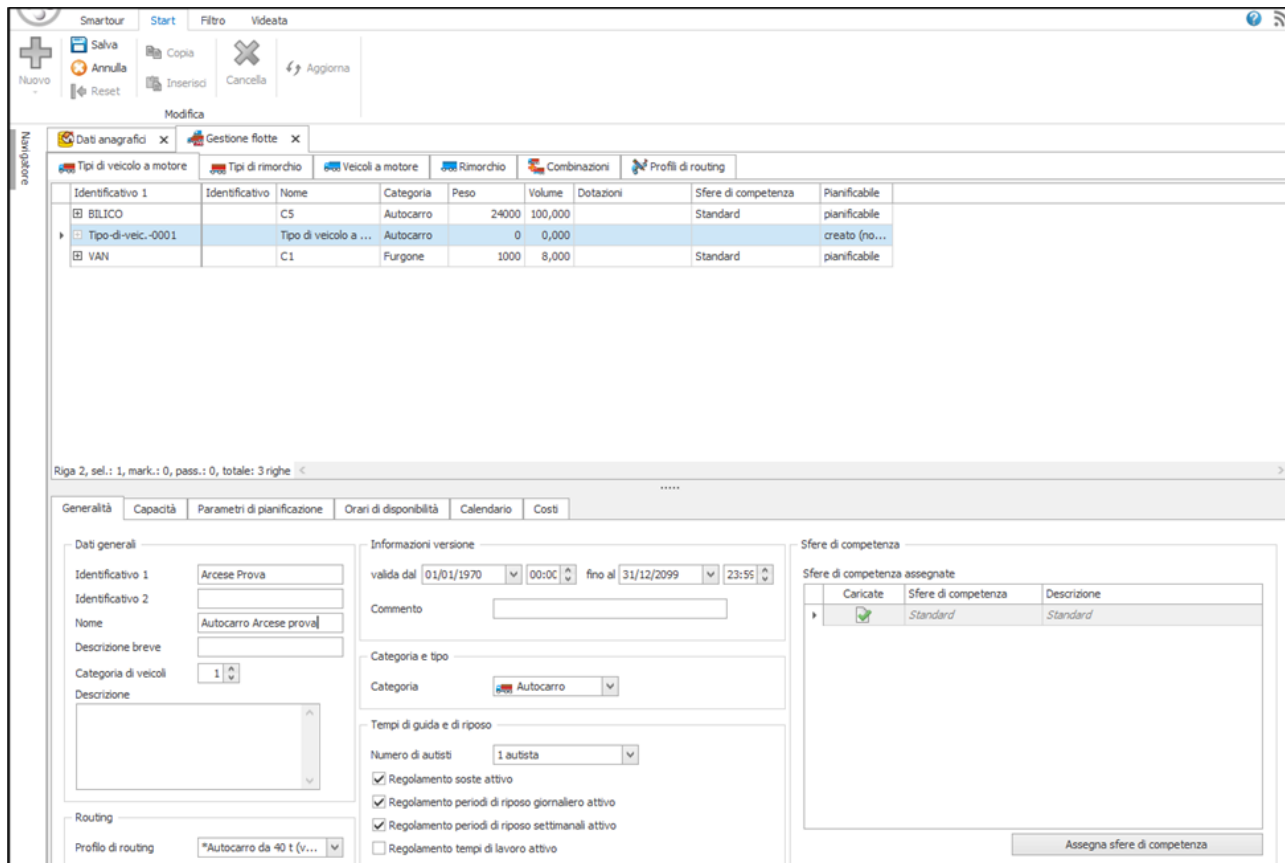 Smartour Start Filtro Videata
Nuovo
Salva
Annulla
Reset
Copia
Inserisci
Cancella
Aggiorna
Modifica
Navigatore
Dati anagrafici x Gestione flotte x
Tipi di veicolo a motore Tipi di rimorchio Veicoli a motore Rimorchio Combinazioni Profili di routing
Identificativo 1 Identificativo Nome Categoria Peso Volume Dotazioni Sfere di competenza Pianificabile
BILICO C5 Autocarro 24000 100,000 Standard pianificabile
Tipo-di-veic.-0001 Tipo di veicolo a ... Autocarro 0 0,000 creato (no...
VAN C1 Furgone 1000 8,000 Standard pianificabile
Riga 2, sel.: 1, mark.: 0, pass.: 0, totale: 3 righe
Generalità Capacità Parametri di pianificazione Orari di disponibilità Calendario Costi
Dati generali
Identificativo 1 Arcese Prova
Identificativo 2
Nome Autocarro Arcese prova
Descrizione breve
Categoria di veicoli 1
Descrizione
Routing
Profilo di routing *Autocarro da 40 t (v...
Informazioni versione
valida dal 01/01/1970 00:00 fino al 31/12/2099 23:59
Commento
Categoria e tipo
Categoria Autocarro
Tempi di guida e di riposo
Numero di autisti 1 autista
Regolamento soste attivo
Regolamento periodi di riposo giornaliero attivo
Regolamento periodi di riposo settimanali attivo
Regolamento tempi di lavoro attivo
Sfere di competenza
Sfere di competenza assegnate
Caricate Sfere di competenza Descrizione
Standard Standard
Assegna sfere di competenza